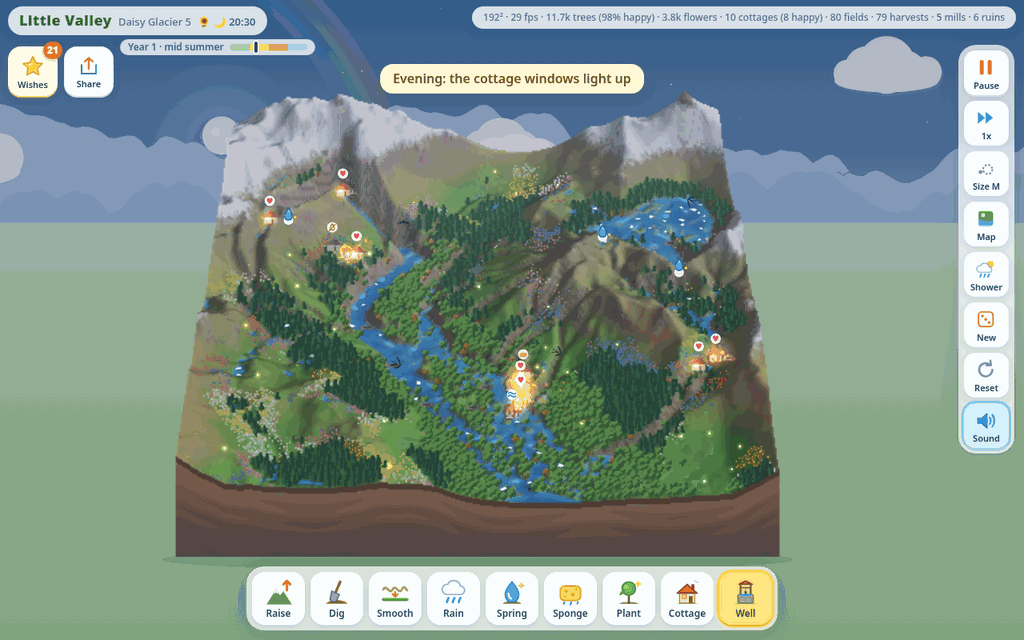 Little Valley Daisy Glacier 5 20:30
192² · 29 fps · 11.7k trees (98% happy) · 3.8k flowers · 10 cottages (8 happy) · 80 fields · 79 harvests · 5 mills · 6 ruins
Year 1 · mid summer
21
Wishes
Share
Evening: the cottage windows light up
Pause
1x
Size M
Map
Shower
New
Reset
Sound
Raise
Dig
Smooth
Rain
Spring
Sponge
Plant
Cottage
Well